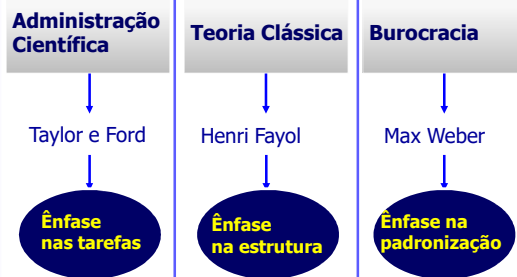 Administração
Científica
Teoria Clássica
Burocracia
Taylor e Ford
Henri Fayol
Max Weber
Ênfase
nas tarefas
Ênfase
na estrutura
Ênfase na
padronização